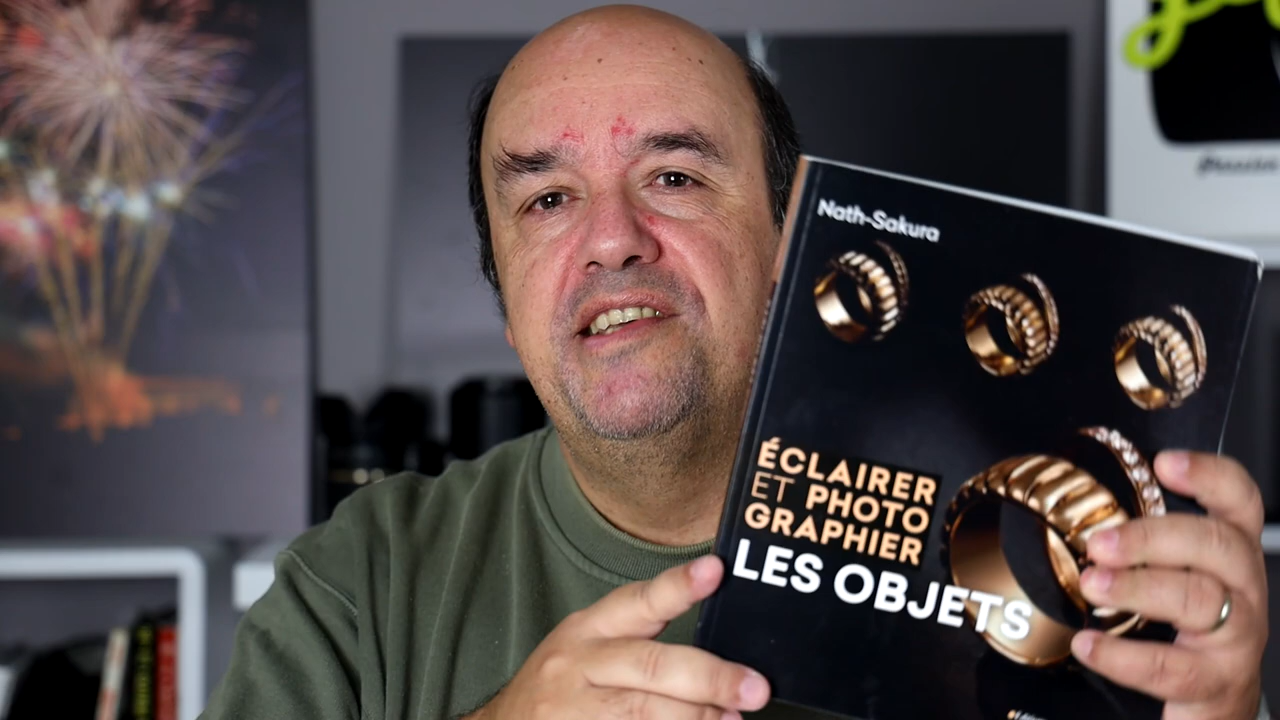 Nath-Sakura
ÉCLAIRER
ET PHOTO
GRAPHIER
LES OBJETS